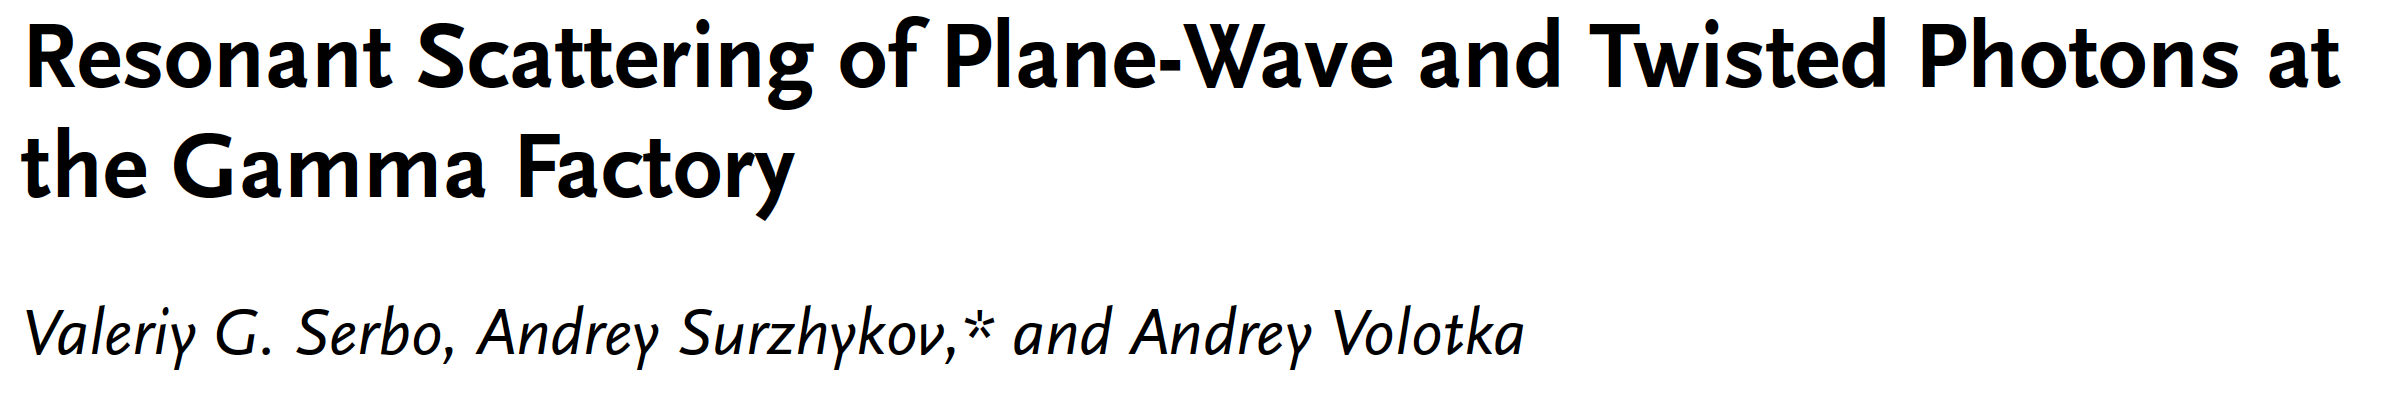 Resonant Scattering of Plane-Wave and Twisted Photons at
the Gamma Factory
Valeriy G. Serbo, Andrey Surzhykov,* and Andrey Volotka